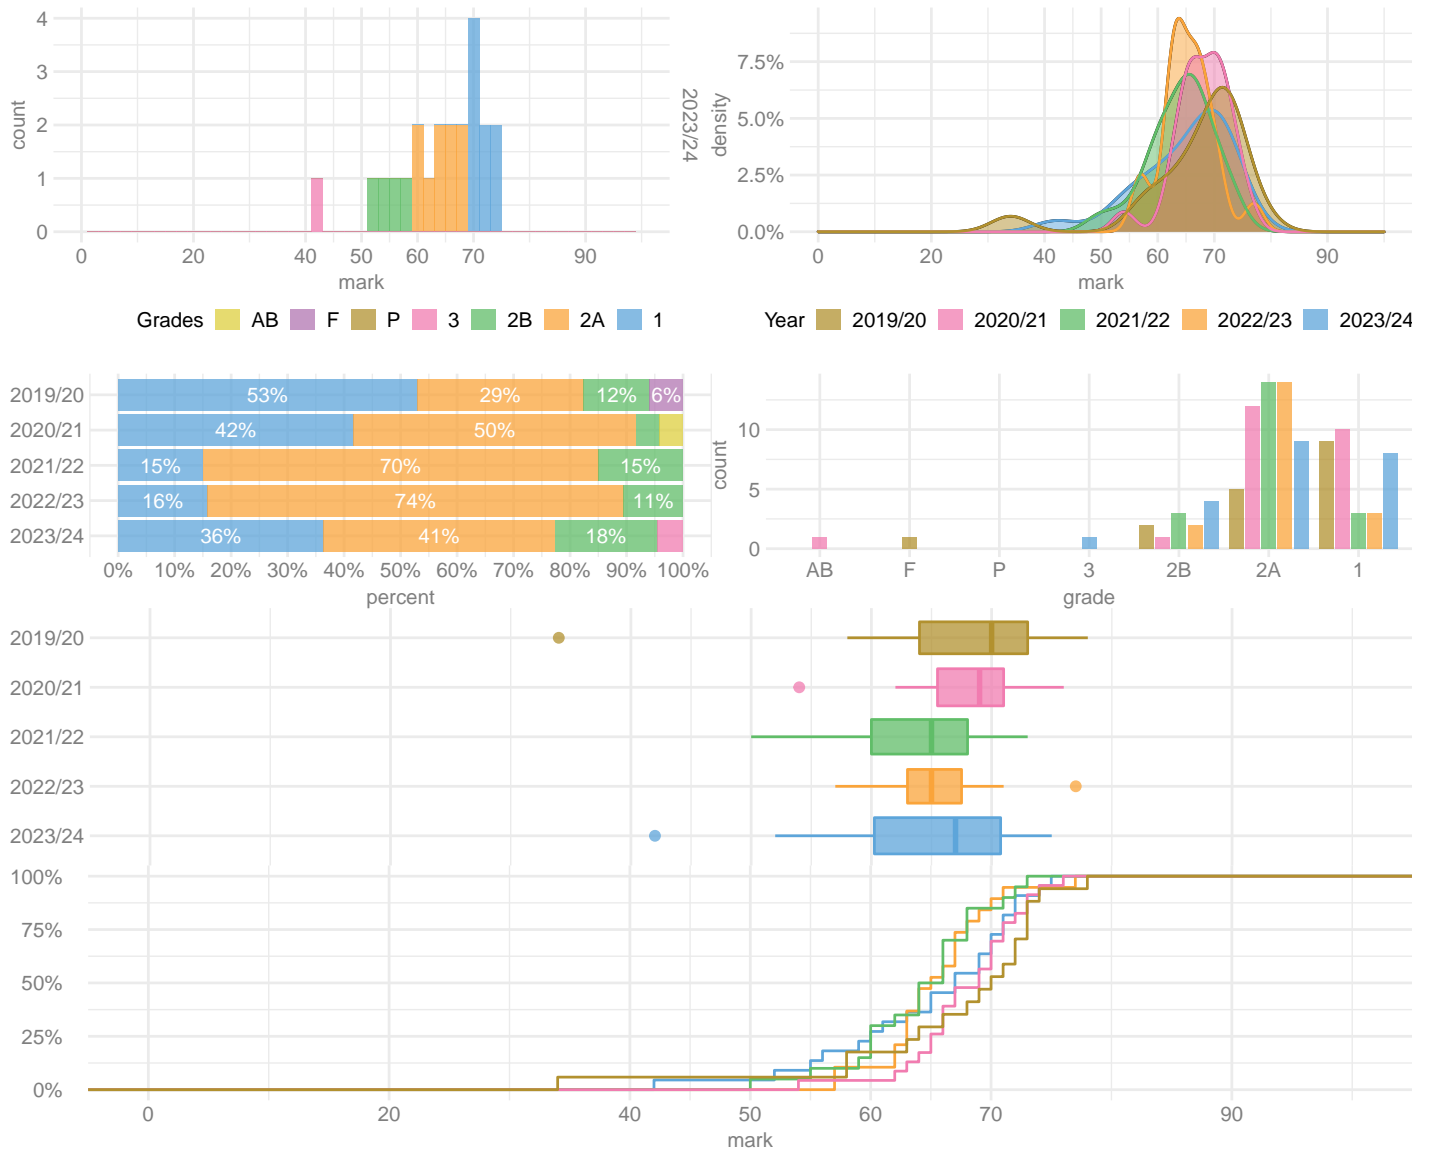 4
3
2
1
0
count
0 20 40 50 60 70 90
mark
2023/24
7.5%
5.0%
2.5%
0.0%
density
0 20 40 50 60 70 90
mark
Grades AB F P 3 2B 2A 1
Year 2019/20 2020/21 2021/22 2022/23 2023/24
2019/20 53% 29% 12% 6%
2020/21 42% 50%
2021/22 15% 70% 15%
2022/23 16% 74% 11%
2023/24 36% 41% 18%
0% 10% 20% 30% 40% 50% 60% 70% 80% 90% 100%
percent
10
5
0
count
AB F P 3 2B 2A 1
grade
2019/20
2020/21
2021/22
2022/23
2023/24
100%
75%
50%
25%
0%
0 20 40 50 60 70 90
mark